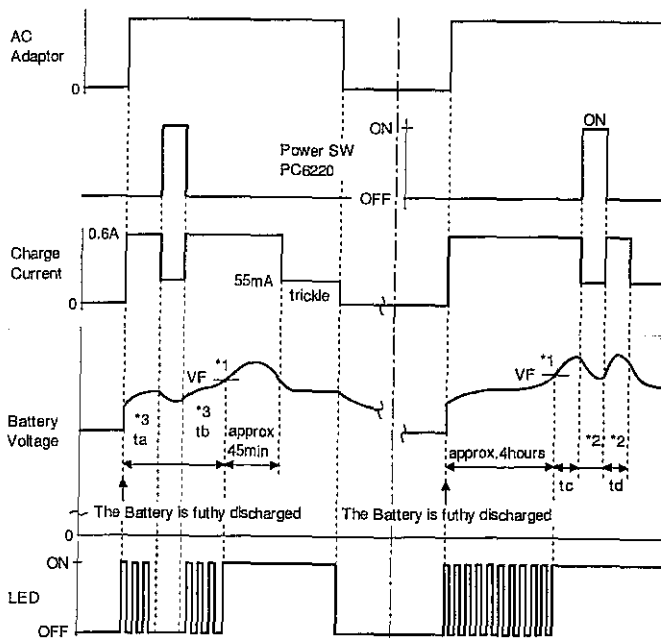 AC
Adaptor
0
ON
ON
Power SW
PC6220
OFF
0.6A
Charge
Current
55mA
trickle
0
*1
VF
*1
VF
*3
ta
*3
tb
approx
45min
Battery
Voltage
approx,4hours
*2
*2
tc
td
The Battery is futhy discharged
The Battery is futhy discharged
0
ON
LED
OFF